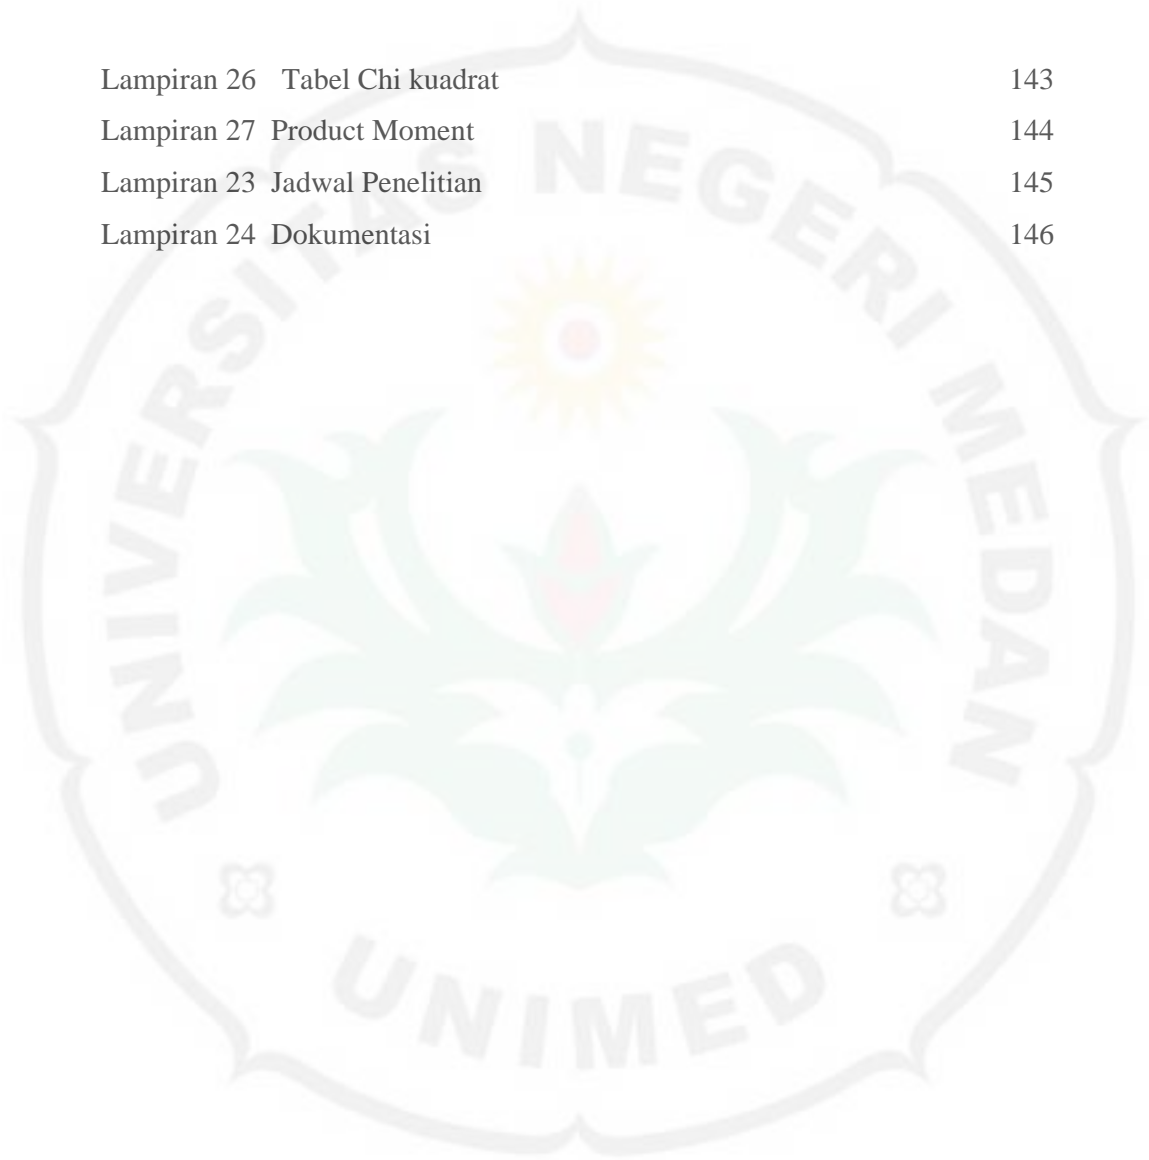 Lampiran 26 Tabel Chi kuadrat 143
Lampiran 27 Product Moment 144
Lampiran 23 Jadwal Penelitian 145
Lampiran 24 Dokumentasi 146
UNIVERSITAS NEGERI MEDAN
UNIMED